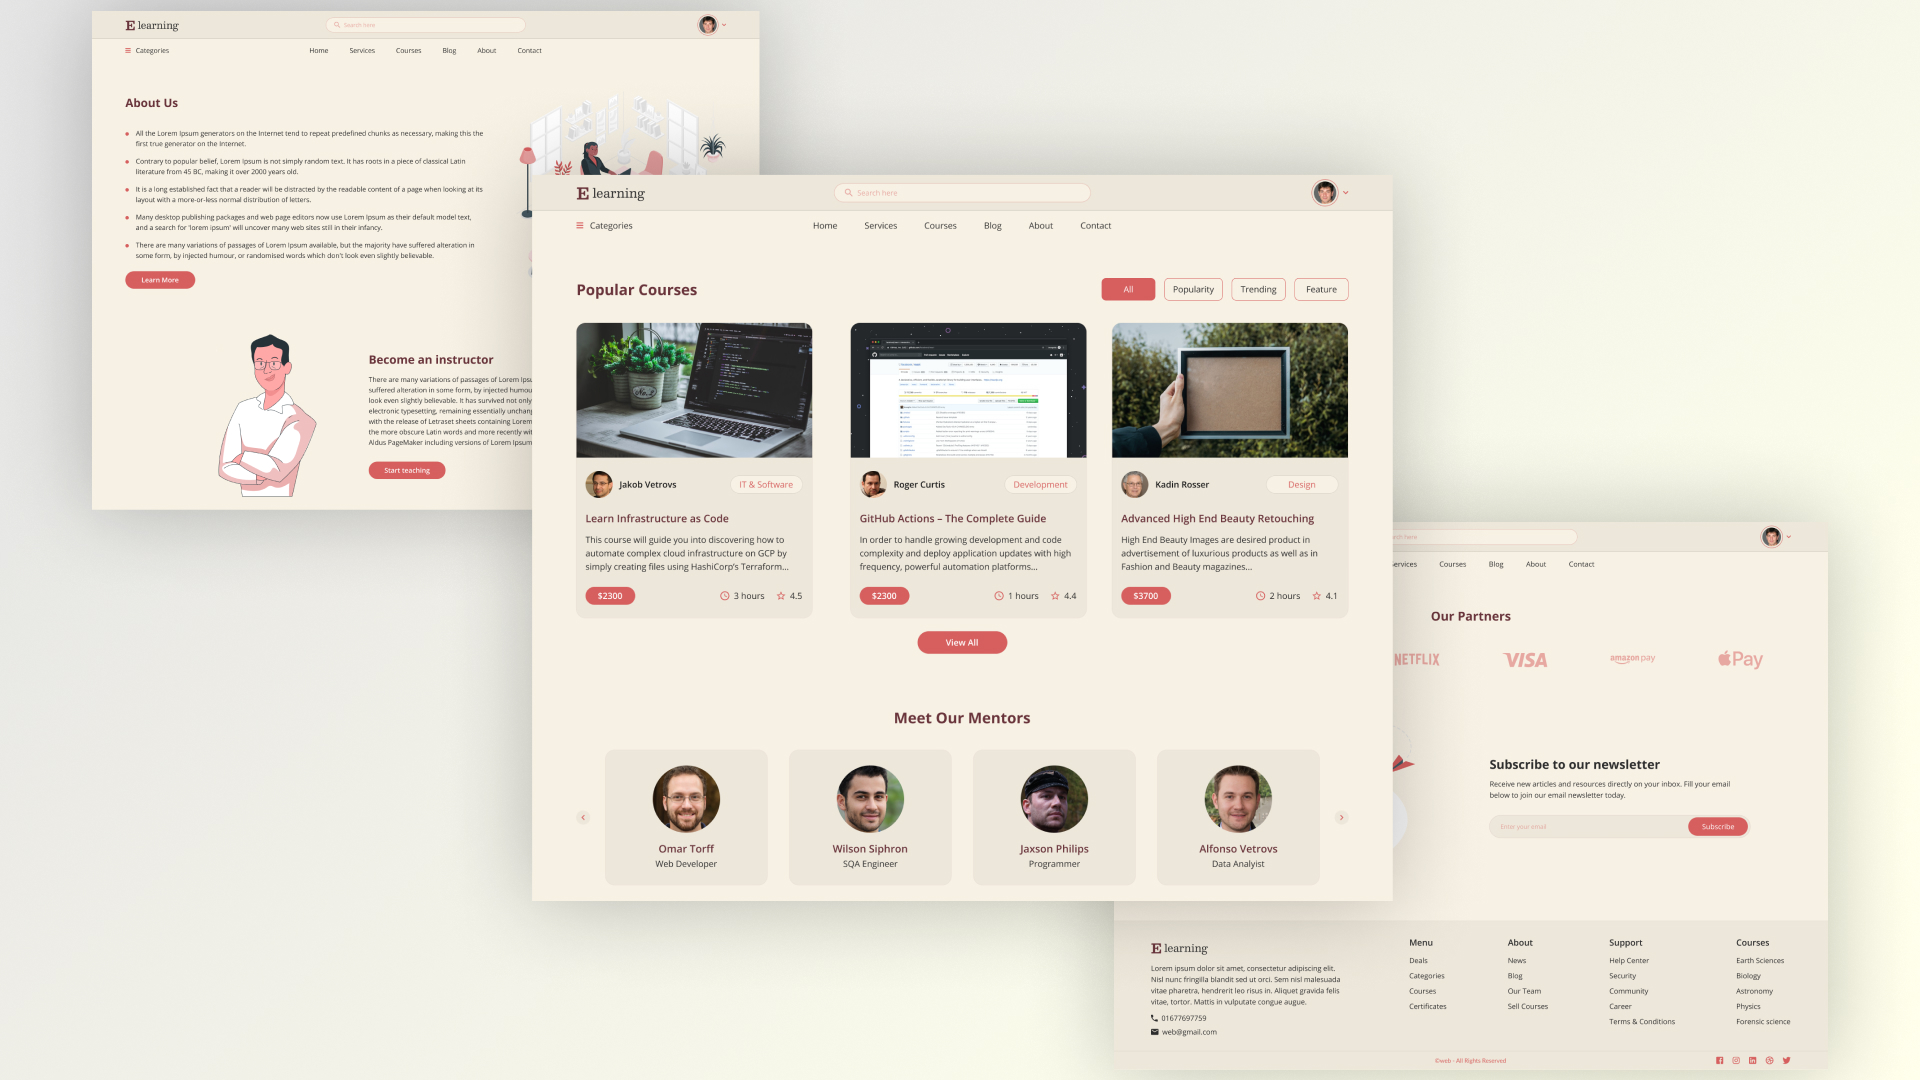 E learning
Search here
Categories
Home
Services
Courses
Blog
About
Contact
About Us
All the Lorem Ipsum generators on the Internet tend to repeat predefined chunks as necessary, making this the
first true generator on the Internet.
Contrary to popular belief, Lorem Ipsum is not simply random text. It has roots in a piece of classical Latin
literature from 45 BC, making it over 2000 years old.
It is a long established fact that a reader will be distracted by the readable content of a page when looking at its
layout with a more-or-less normal distribution of letters.
Many desktop publishing packages and web page editors now use Lorem Ipsum as their default model text,
and a search for 'lorem ipsum' will uncover many web sites still in their infancy.
There are many variations of passages of Lorem Ipsum available, but the majority have suffered alteration in
some form, by injected humour, or randomised words which don't look even slightly believable.
Learn More
Become an instructor
There are many variations of passages of Lorem
suffered alteration in some form, by injected
look even slightly believable. It has survived not only
electronic typesetting, remaining essentially
with the release of Letraset sheets containing Lorem
the more obscure Latin words and more recently
Aldus PageMaker including versions of Lorem Ipsum
Start teaching
E learning
Search here
Categories
Home
Services
Courses
Blog
About
Contact
Popular Courses
All
Popularity
Trending
Feature
Jakob Vetrovs
IT & Software
Learn Infrastructure as Code
This course will guide you into discovering how to
automate complex cloud infrastructure on GCP by
simply creating files using HashiCorp's Terraform...
$2300
3 hours
4.5
Roger Curtis
Development
GitHub Actions – The Complete Guide
In order to handle growing development and code
complexity and deploy application updates with high
frequency, powerful automation platforms...
$2300
1 hours
4.4
Kadin Rosser
Design
Advanced High End Beauty Retouching
High End Beauty Images are desired product in
advertisement of luxurious products as well as in
Fashion and Beauty magazines...
$3700
2 hours
4.1
View All
Meet Our Mentors
Omar Torff
Web Developer
Wilson Siphron
SQA Engineer
Jaxson Philips
Programmer
Alfonso Vetrovs
Data Analyist
here
Courses
Blog
About
Contact
Our Partners
NETFLIX
VISA
amazon pay
Pay
Subscribe to our newsletter
Receive new articles and resources directly on your inbox. Fill your email
below to join our email newsletter today.
Enter your email
Subscribe
E learning
Lorem ipsum dolor sit amet, consectetur adipiscing elit.
Nisl nunc fringilla blandit sed ut orci. Sem nisl malesuada
vitae pharetra, hendrerit leo risus in. Aliquet gravida felis
vitae, tortor. Mattis in vulputate congue augue.
01677697759
web@gmail.com
Menu
Deals
Categories
Courses
Certificates
About
News
Blog
Our Team
Sell Courses
Support
Help Center
Security
Community
Career
Terms & Conditions
Courses
Earth Sciences
Biology
Astronomy
Physics
Forensic science
©web - All Rights Reserved